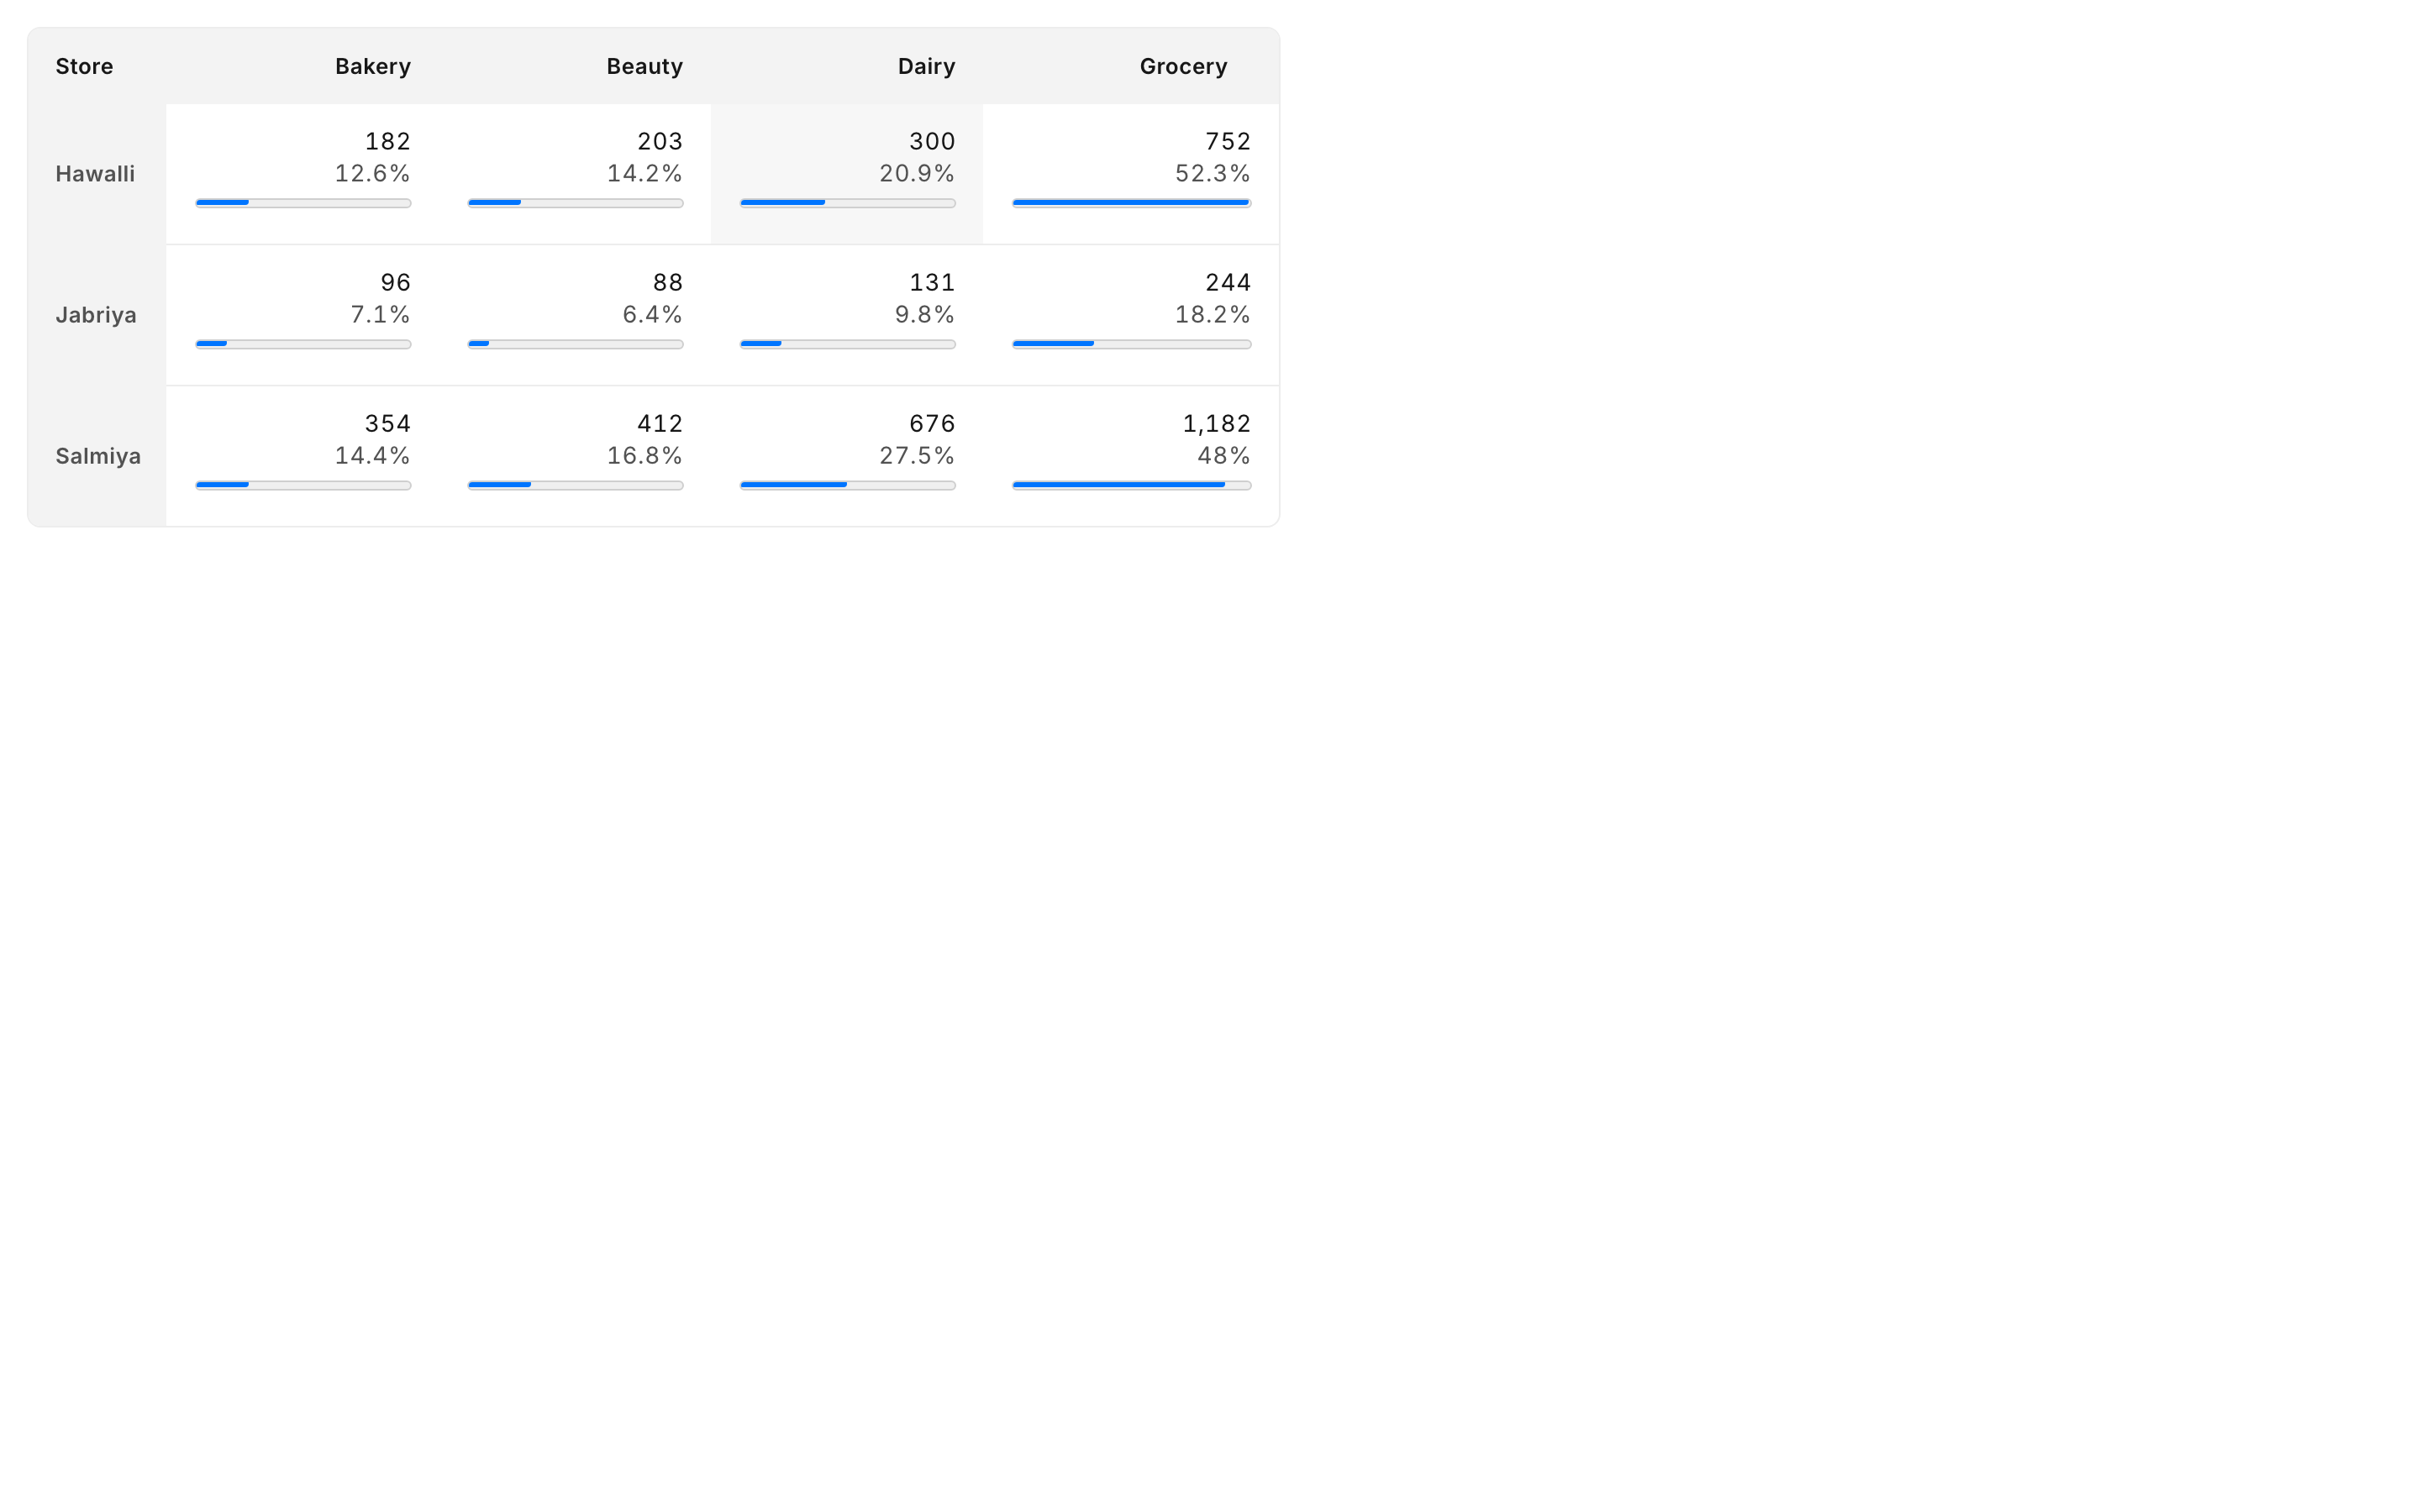 Store Bakery Beauty Dairy Grocery
182 203 300 752
Hawalli 12.6% 14.2% 20.9% 52.3%
96 88 131 244
Jabriya 7.1% 6.4% 9.8% 18.2%
354 412 676 1,182
Salmiya 14.4% 16.8% 27.5% 48%